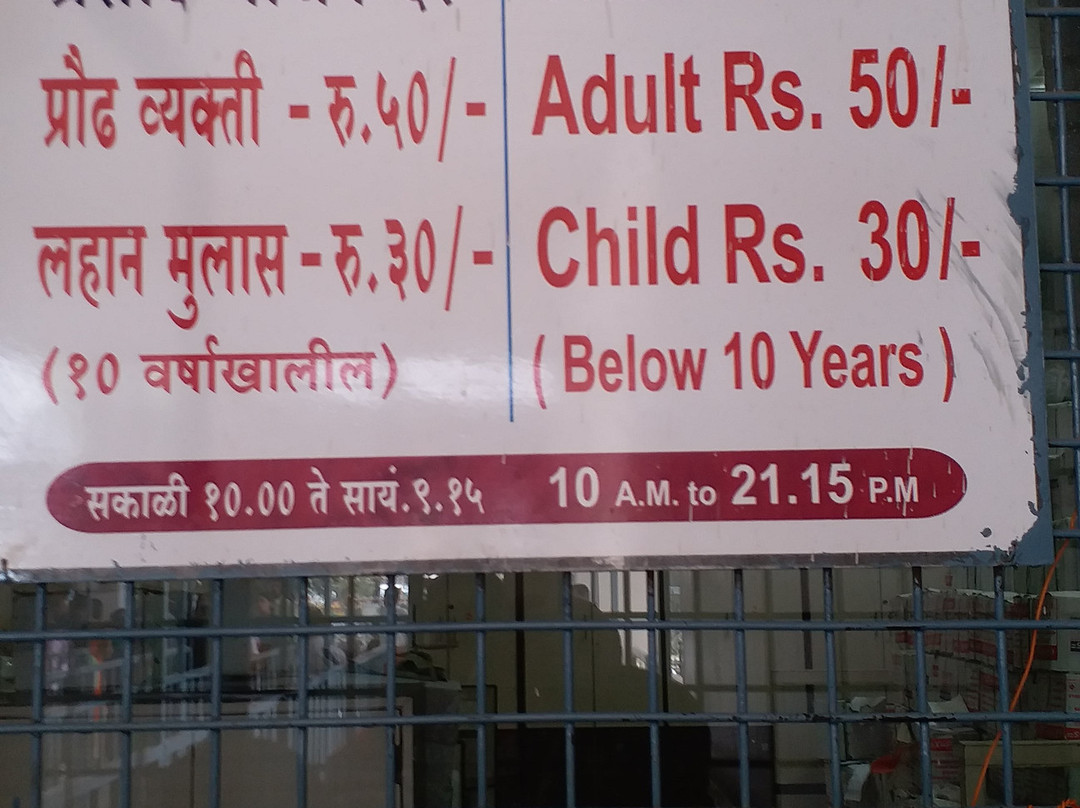 प्रौढ व्यक्ती - रु.५०/-
Adult Rs. 50/-
लहान मुलास - रु.३०/-
Child Rs. 30/-
(१० वर्षाखालील)
( Below 10 Years )
सकाळी १०.०० ते सायं.९.१५ 10 A.M. to 21.15 P.M